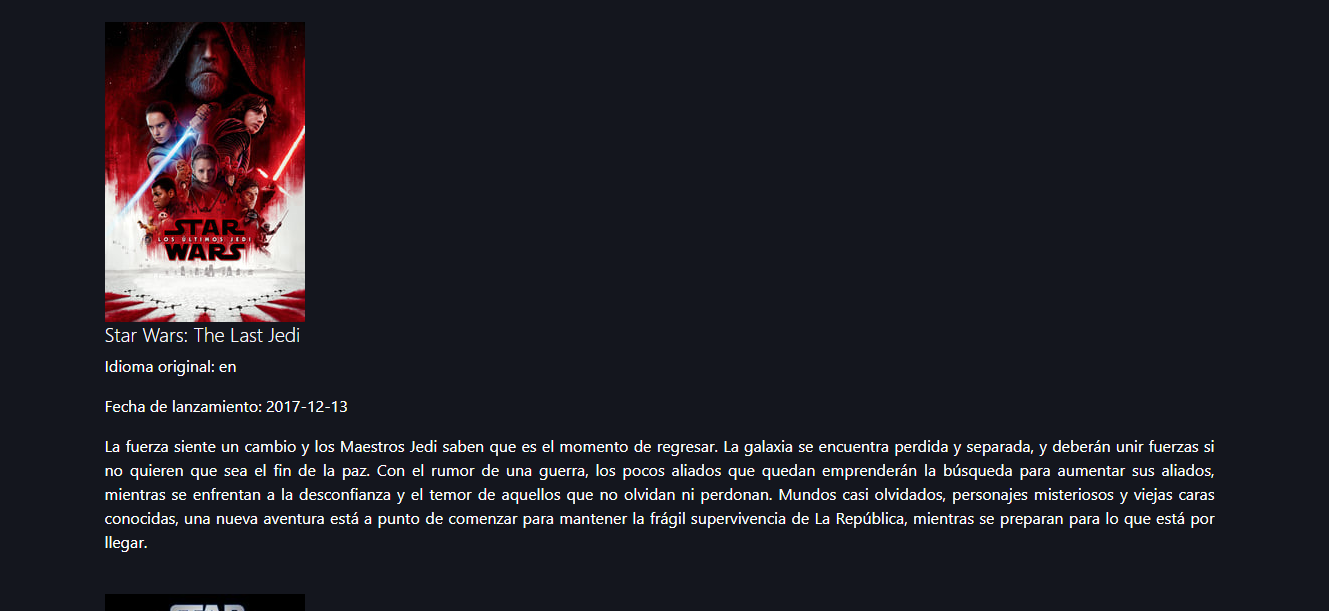 STAR
LOS ÚLTIMOS JEDI
WARS
Star Wars: The Last Jedi
Idioma original: en
Fecha de lanzamiento: 2017-12-13
La fuerza siente un cambio y los Maestros Jedi saben que es el momento de regresar. La galaxia se encuentra perdida y separada, y deberán unir fuerzas si
no quieren que sea el fin de la paz. Con el rumor de una guerra, los pocos aliados que quedan emprenderán la búsqueda para aumentar sus aliados,
mientras se enfrentan a la desconfianza y el temor de aquellos que no olvidan ni perdonan. Mundos casi olvidados, personajes misteriosos y viejas caras
conocidas, una nueva aventura está a punto de comenzar para mantener la frágil supervivencia de La República, mientras se preparan para lo que está por
llegar.
STAR